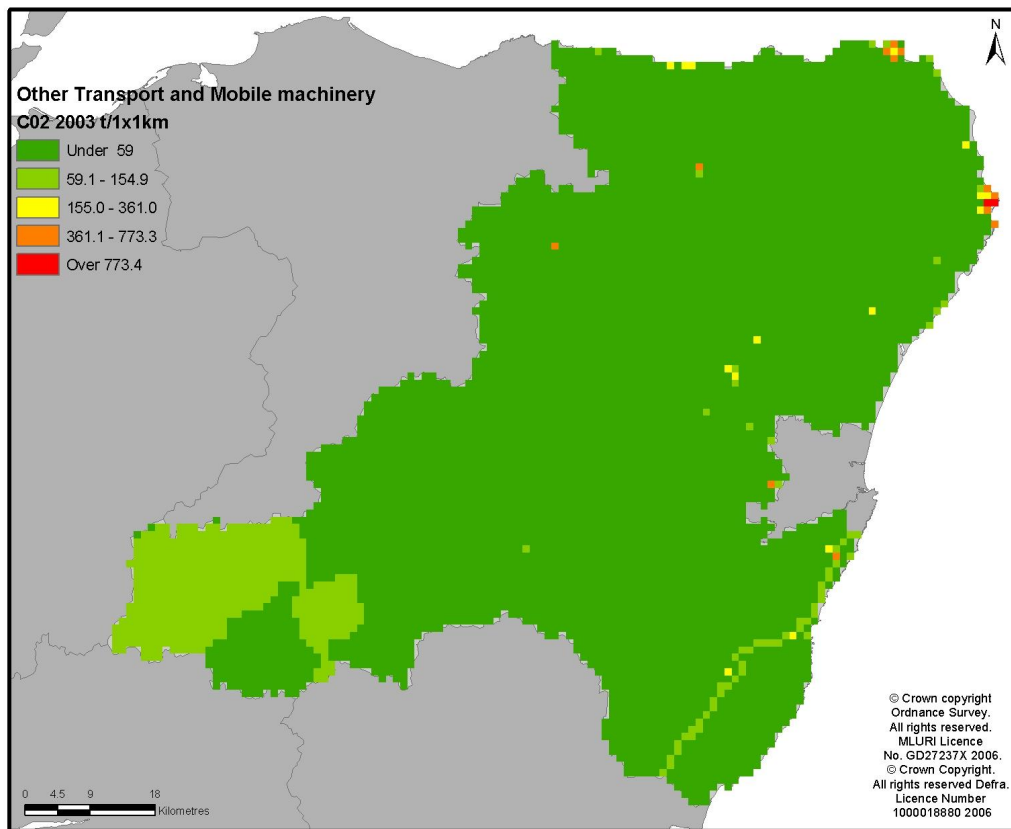 N
Other Transport and Mobile machinery
C02 2003 t/1x1km
Under 59
59.1 - 154.9
155.0 - 361.0
361.1 - 773.3
Over 773.4
© Crown copyright
Ordnance Survey.
All rights reserved.
MLURI Licence
No. GD27237X 2006.
© Crown Copyright.
All rights reserved Defra.
Licence Number
1000018880 2006
0 4.5 9 18
Kilometres